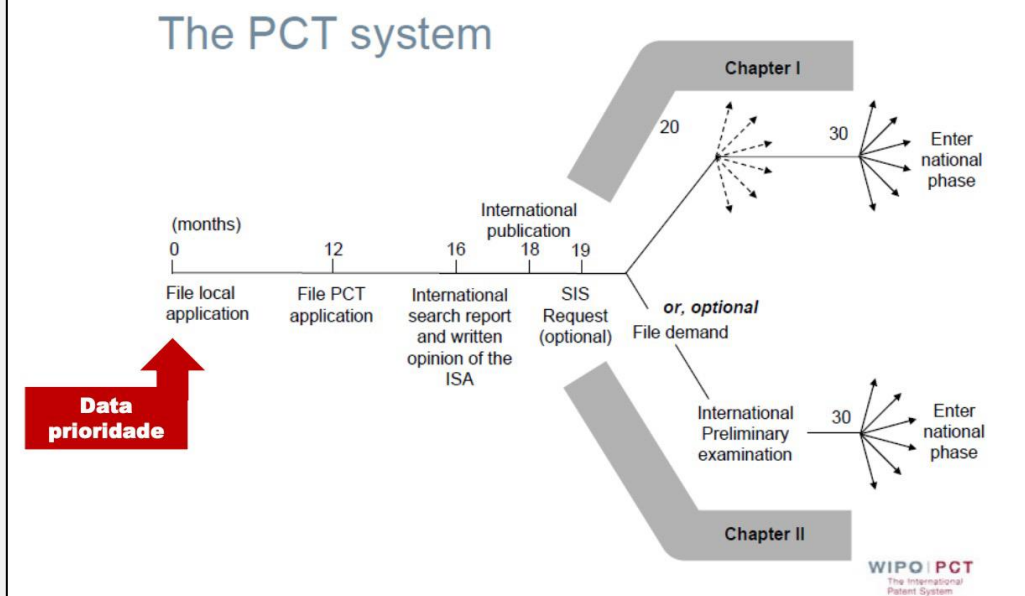 The PCT system
Chapter I
20
30
Enter
national
phase
International
publication
(months)
0
12
16
18
19
File local
application
File PCT
application
International
search report
and written
opinion of the
ISA
SIS
Request
(optional)
or, optional
File demand
Data
prioridade
International
Preliminary
examination
30
Enter
national
phase
Chapter II
WIPO|PCT
The International
Patent System